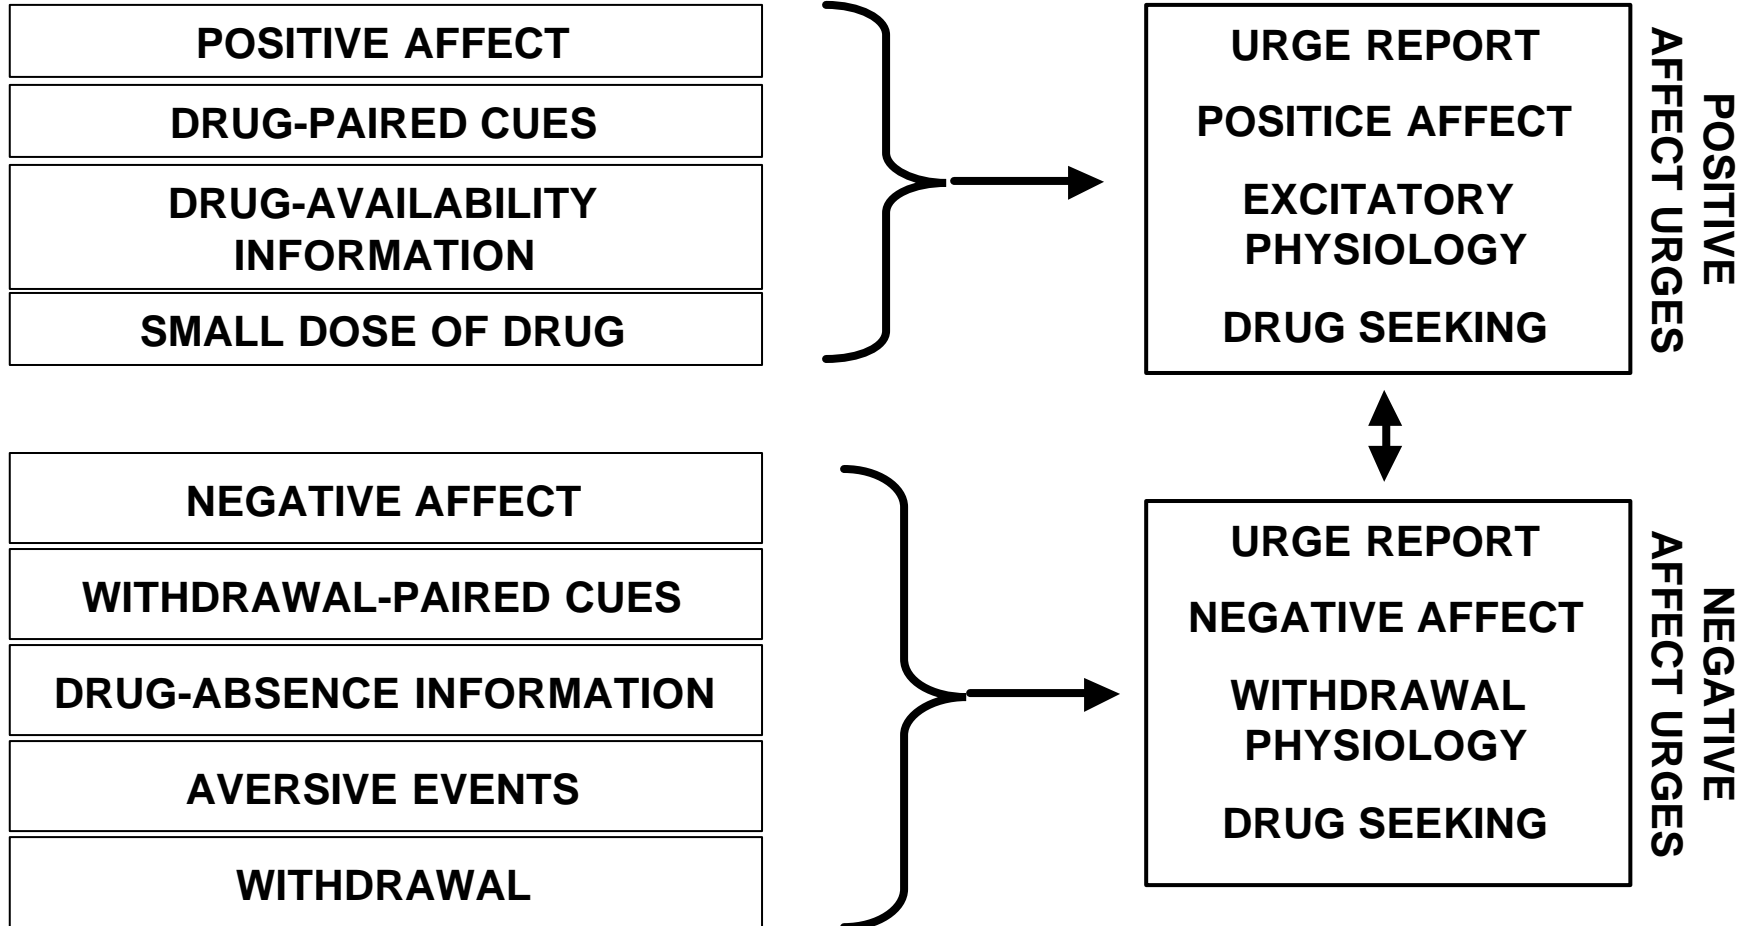 POSITIVE AFFECT
DRUG-PAIRED CUES
DRUG-AVAILABILITY
INFORMATION
SMALL DOSE OF DRUG
URGE REPORT
POSITICE AFFECT
EXCITATORY
PHYSIOLOGY
DRUG SEEKING
POSITIVE
AFFECT URGES
NEGATIVE AFFECT
WITHDRAWAL-PAIRED CUES
DRUG-ABSENCE INFORMATION
AVERSIVE EVENTS
WITHDRAWAL
URGE REPORT
NEGATIVE AFFECT
WITHDRAWAL
PHYSIOLOGY
DRUG SEEKING
NEGATIVE
AFFECT URGES